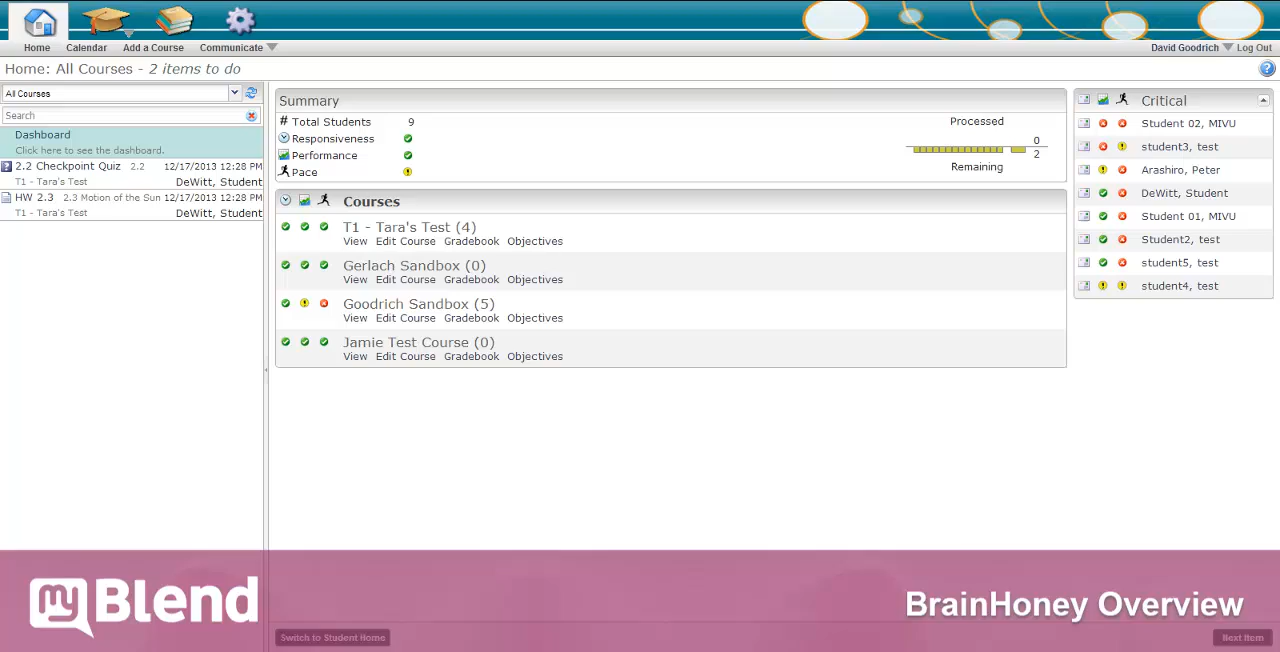 Home Calendar Add a Course Communicate David Goodrich Log Out
Home: All Courses - 2 items to do
All Courses
Search
Dashboard
Click here to see the dashboard.
2.2 Checkpoint Quiz 2.2 12/17/2013 12:28 PM
T1 - Tara's Test DeWitt, Student
HW 2.3 2.3 Motion of the Sun 12/17/2013 12:28 PM
T1 - Tara's Test DeWitt, Student
Summary
# Total Students 9
Responsiveness
Performance
Pace
Processed
0
2
Remaining
Courses
T1 - Tara's Test (4)
View Edit Course Gradebook Objectives
Gerlach Sandbox (0)
View Edit Course Gradebook Objectives
Goodrich Sandbox (5)
View Edit Course Gradebook Objectives
Jamie Test Course (0)
View Edit Course Gradebook Objectives
Critical
Student 02, MIVU
student3, test
Arashiro, Peter
DeWitt, Student
Student 01, MIVU
Student2, test
student5, test
student4, test
my Blend
BrainHoney Overview
Switch to Student Home
Next Item